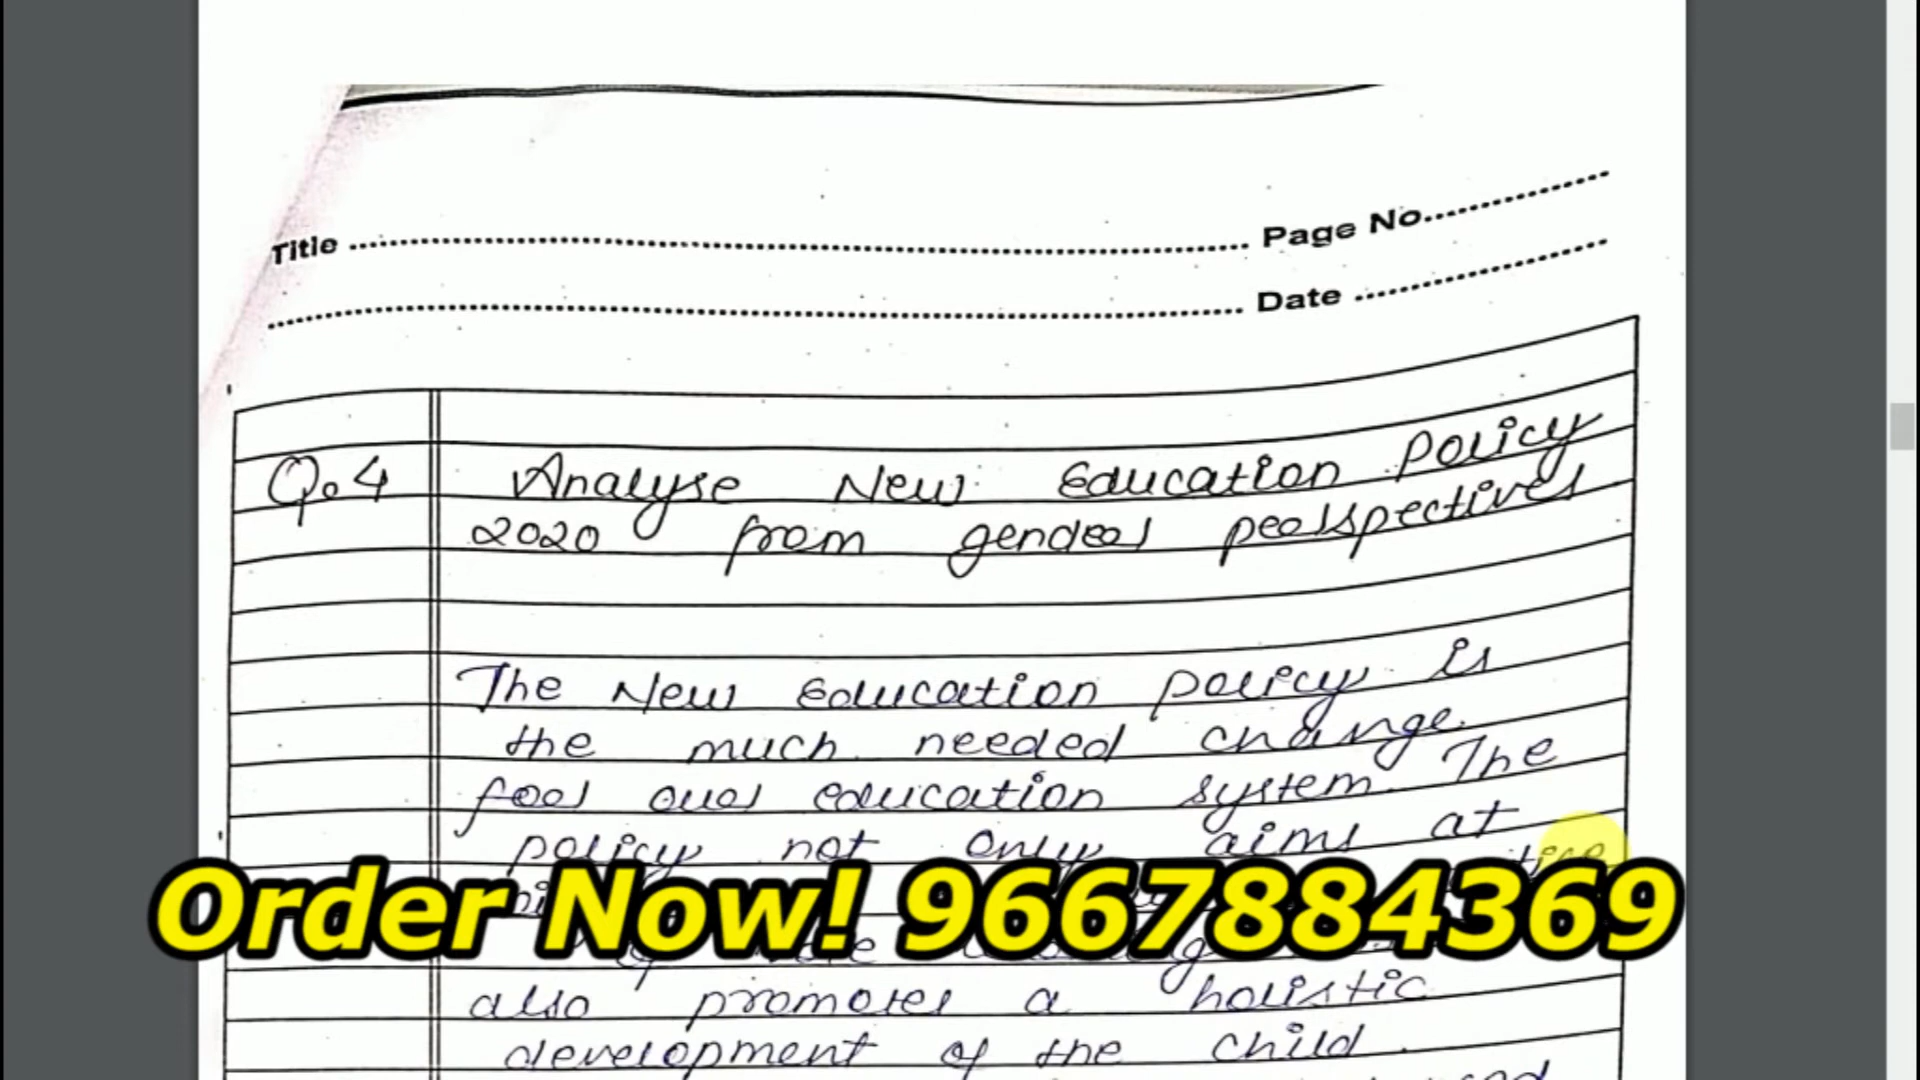 Title Page No
Date
Q.4 Analyse New Education Policy
2020 from gender perspectives
The New Education policy is
the much needed change
for our education system. The
policy not only aims at
Order Now! 9667884369
also promotes a holistic
development of the child.